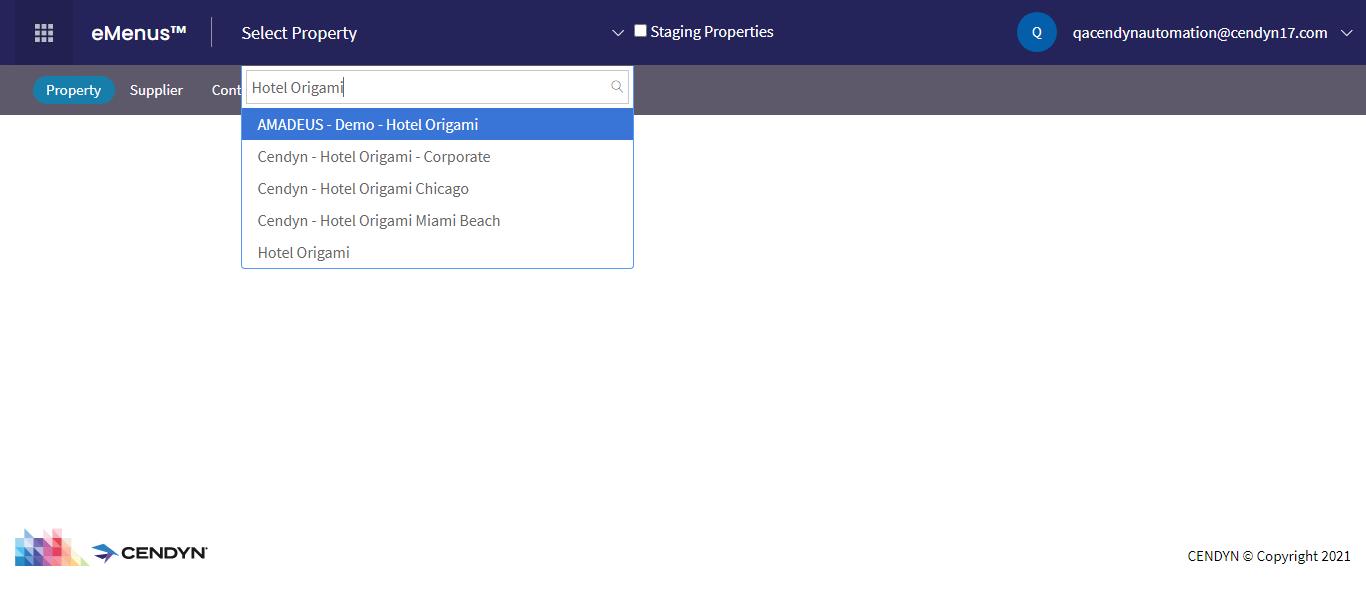 eMenus™ Select Property Staging Properties Q qacendynautomation@cendyn17.com
Property Supplier Cont
Hotel Origami
AMADEUS - Demo - Hotel Origami
Cendyn - Hotel Origami - Corporate
Cendyn - Hotel Origami Chicago
Cendyn - Hotel Origami Miami Beach
Hotel Origami
CENDYN CENDYN © Copyright 2021